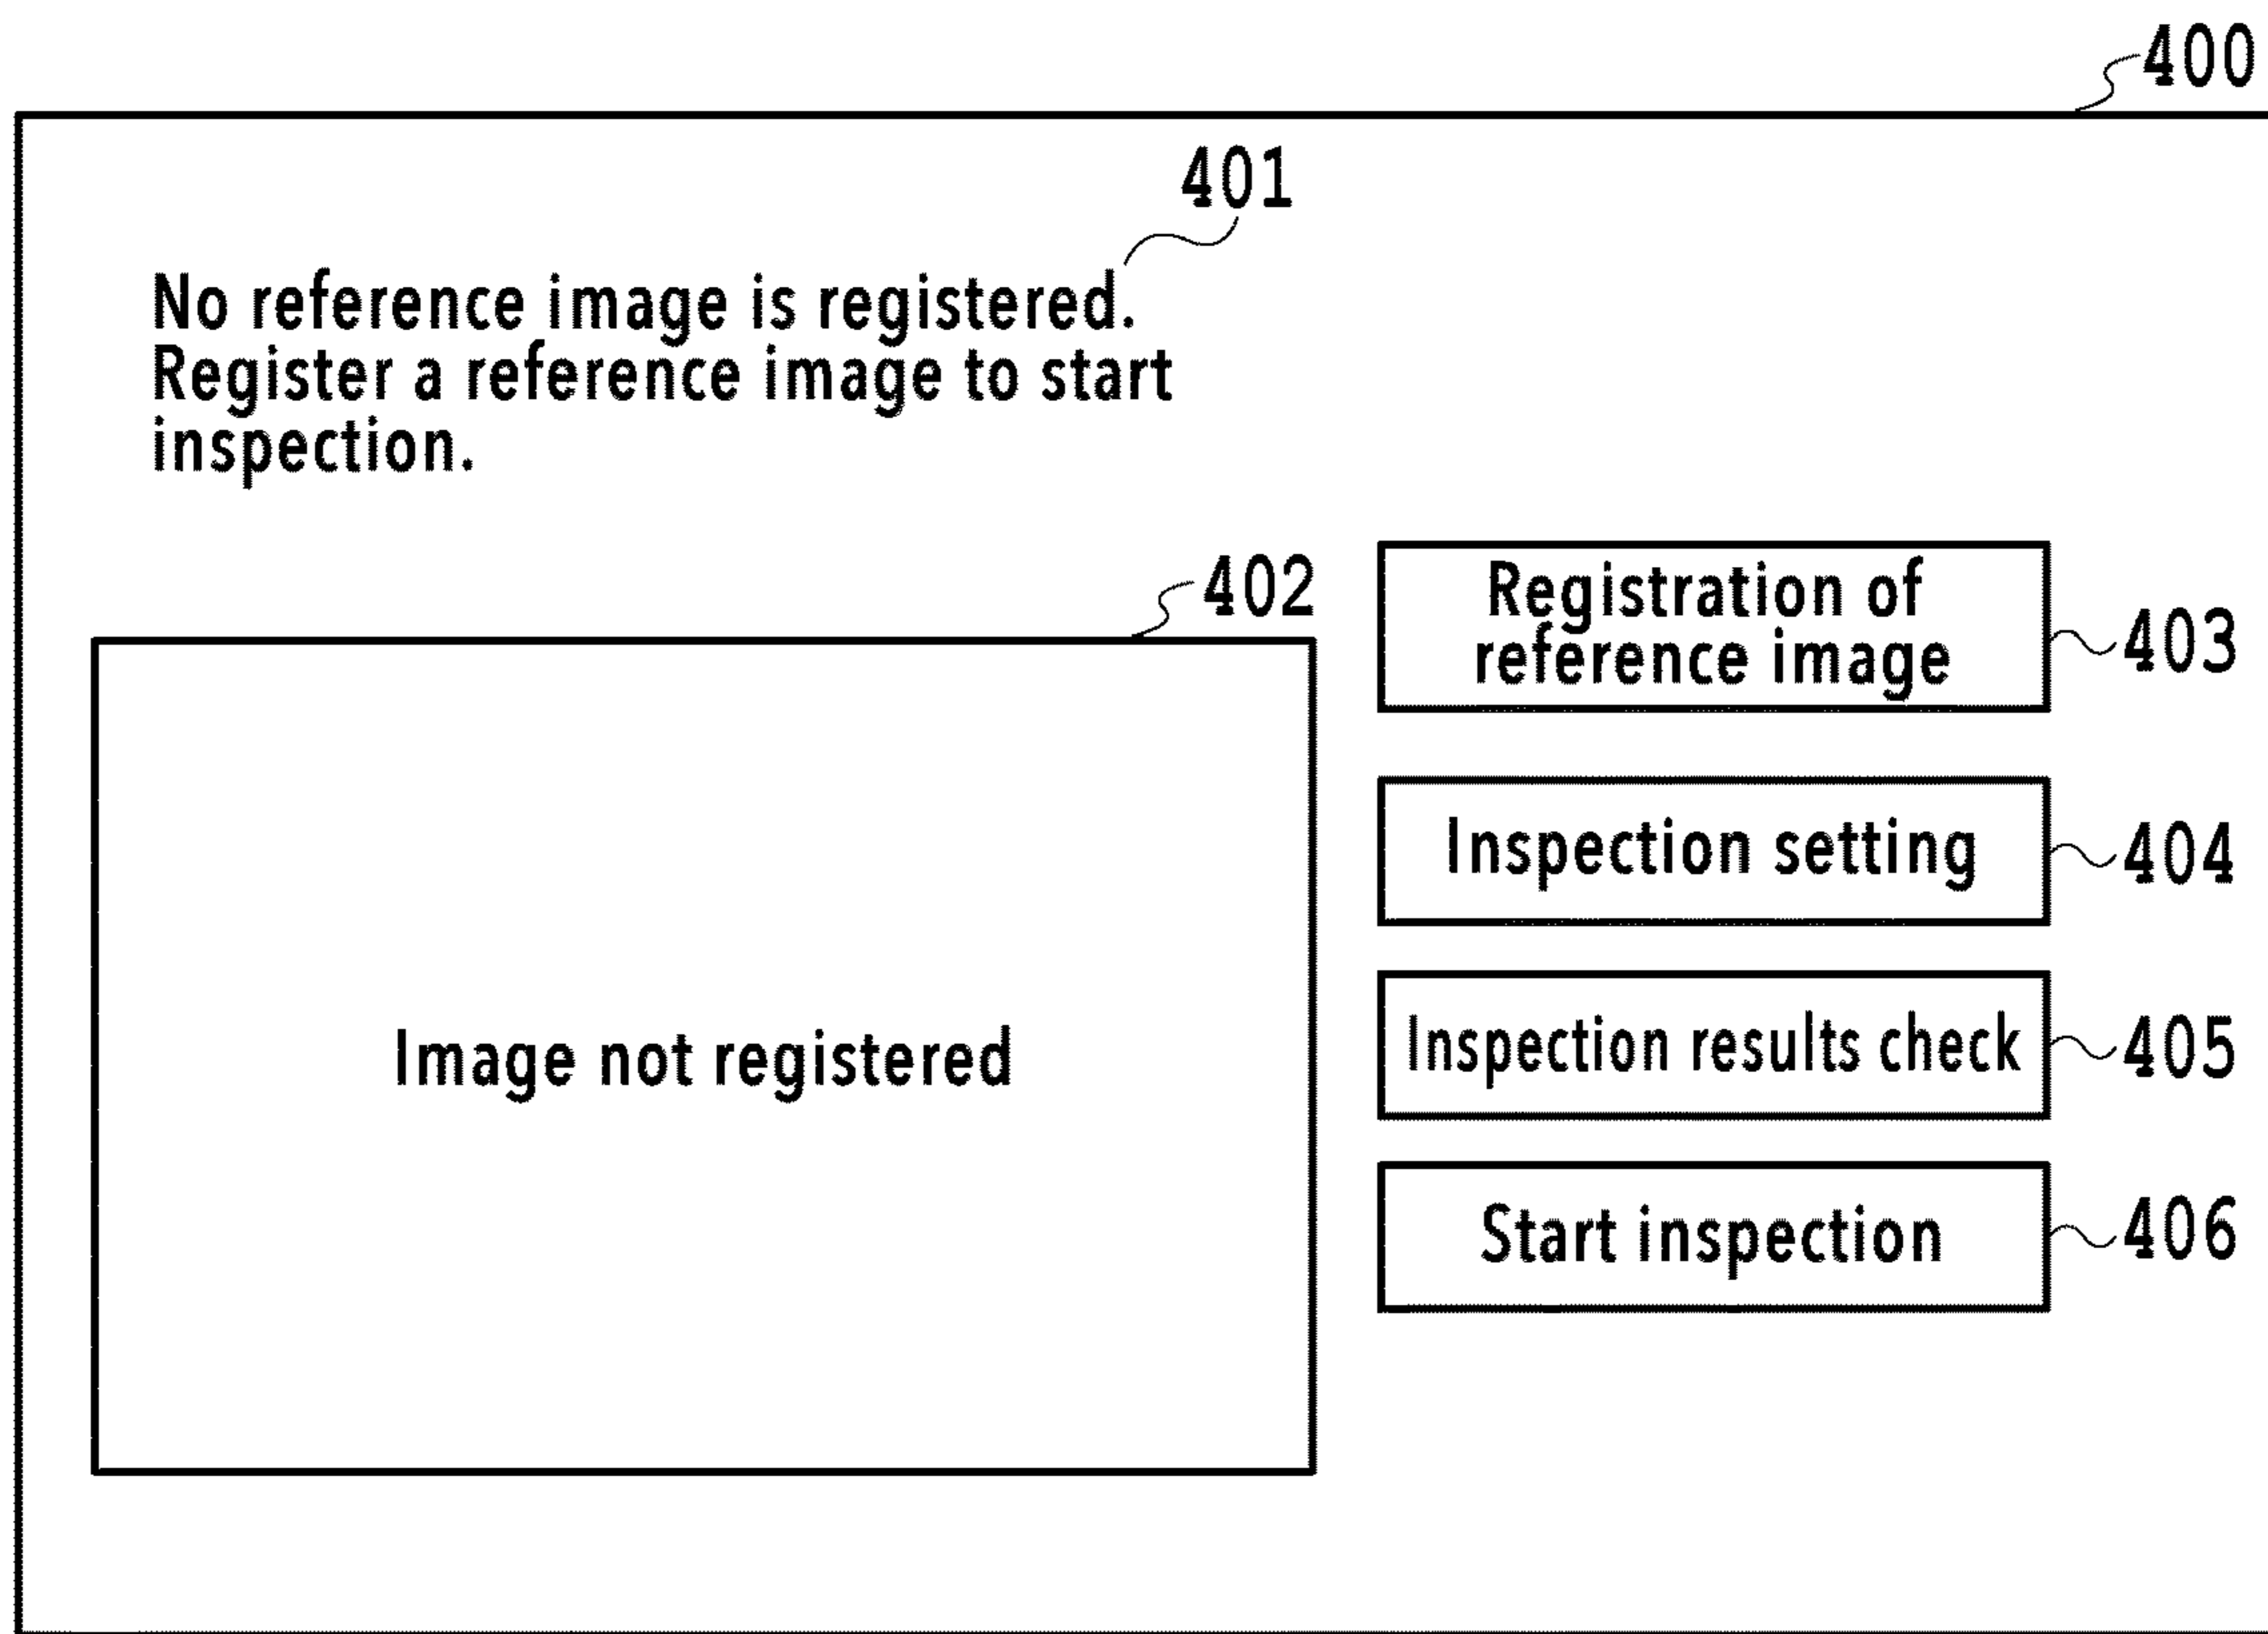 400
401
No reference image is registered.
Register a reference image to start
inspection.
402
Image not registered
Registration of
reference image
403
Inspection setting
404
Inspection results check
405
Start inspection
406